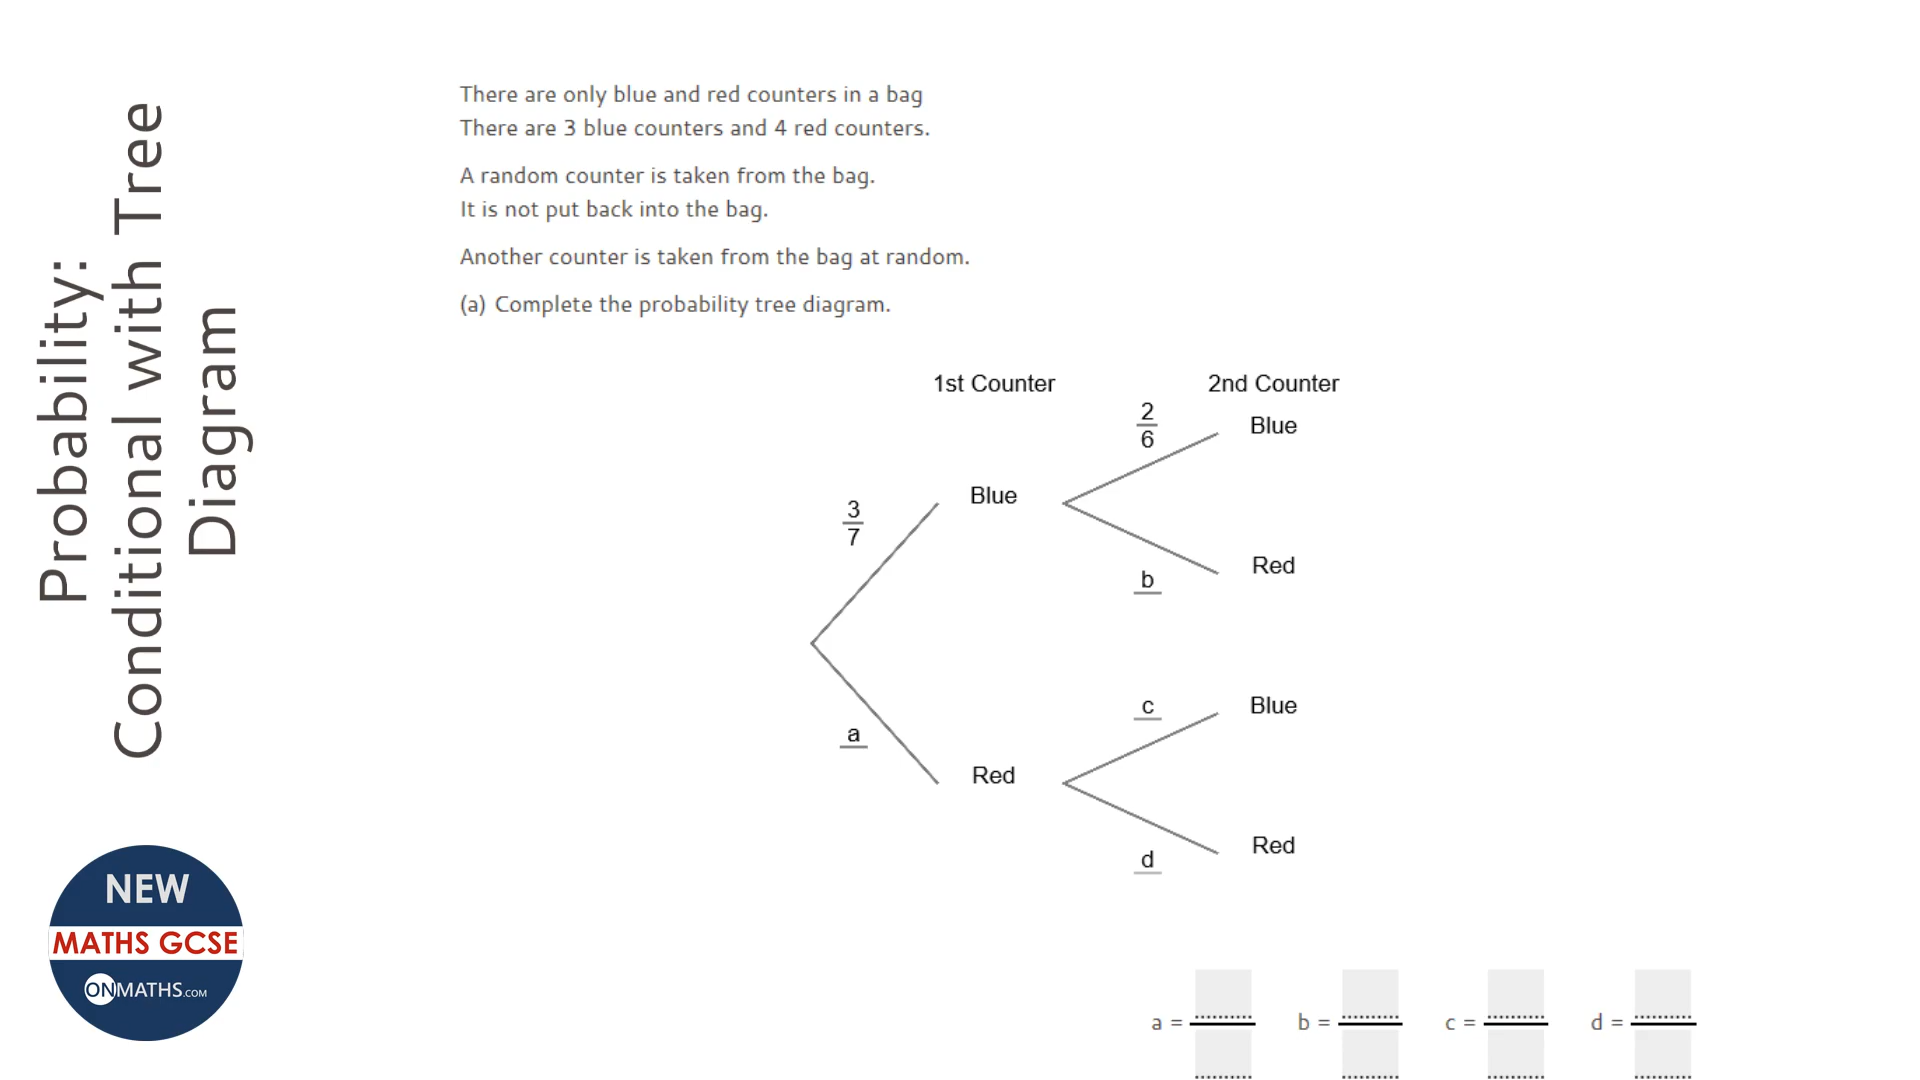 Probability:
Conditional with Tree
Diagram
There are only blue and red counters in a bag
There are 3 blue counters and 4 red counters.
A random counter is taken from the bag.
It is not put back into the bag.
Another counter is taken from the bag at random.
(a) Complete the probability tree diagram.
1st Counter
2nd Counter
2
6
Blue
3
7
Blue
b
Red
a
Red
c
Blue
d
Red
NEW
MATHS GCSE
ONMATHS.COM
a =
b =
c =
d =